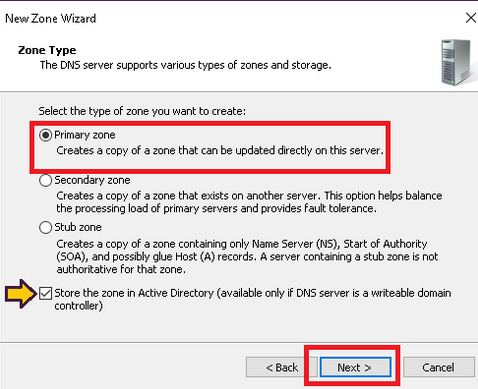 New Zone Wizard
Zone Type
The DNS server supports various types of zones and storage.
Select the type of zone you want to create:
Primary zone
Creates a copy of a zone that can be updated directly on this server.
Secondary zone
Creates a copy of a zone that exists on another server. This option helps balance
the processing load of primary servers and provides fault tolerance.
Stub zone
Creates a copy of a zone containing only Name Server (NS), Start of Authority
(SOA), and possibly glue Host (A) records. A server containing a stub zone is not
authoritative for that zone.
Store the zone in Active Directory (available only if DNS server is a writeable domain
controller)
< Back Next > Cancel